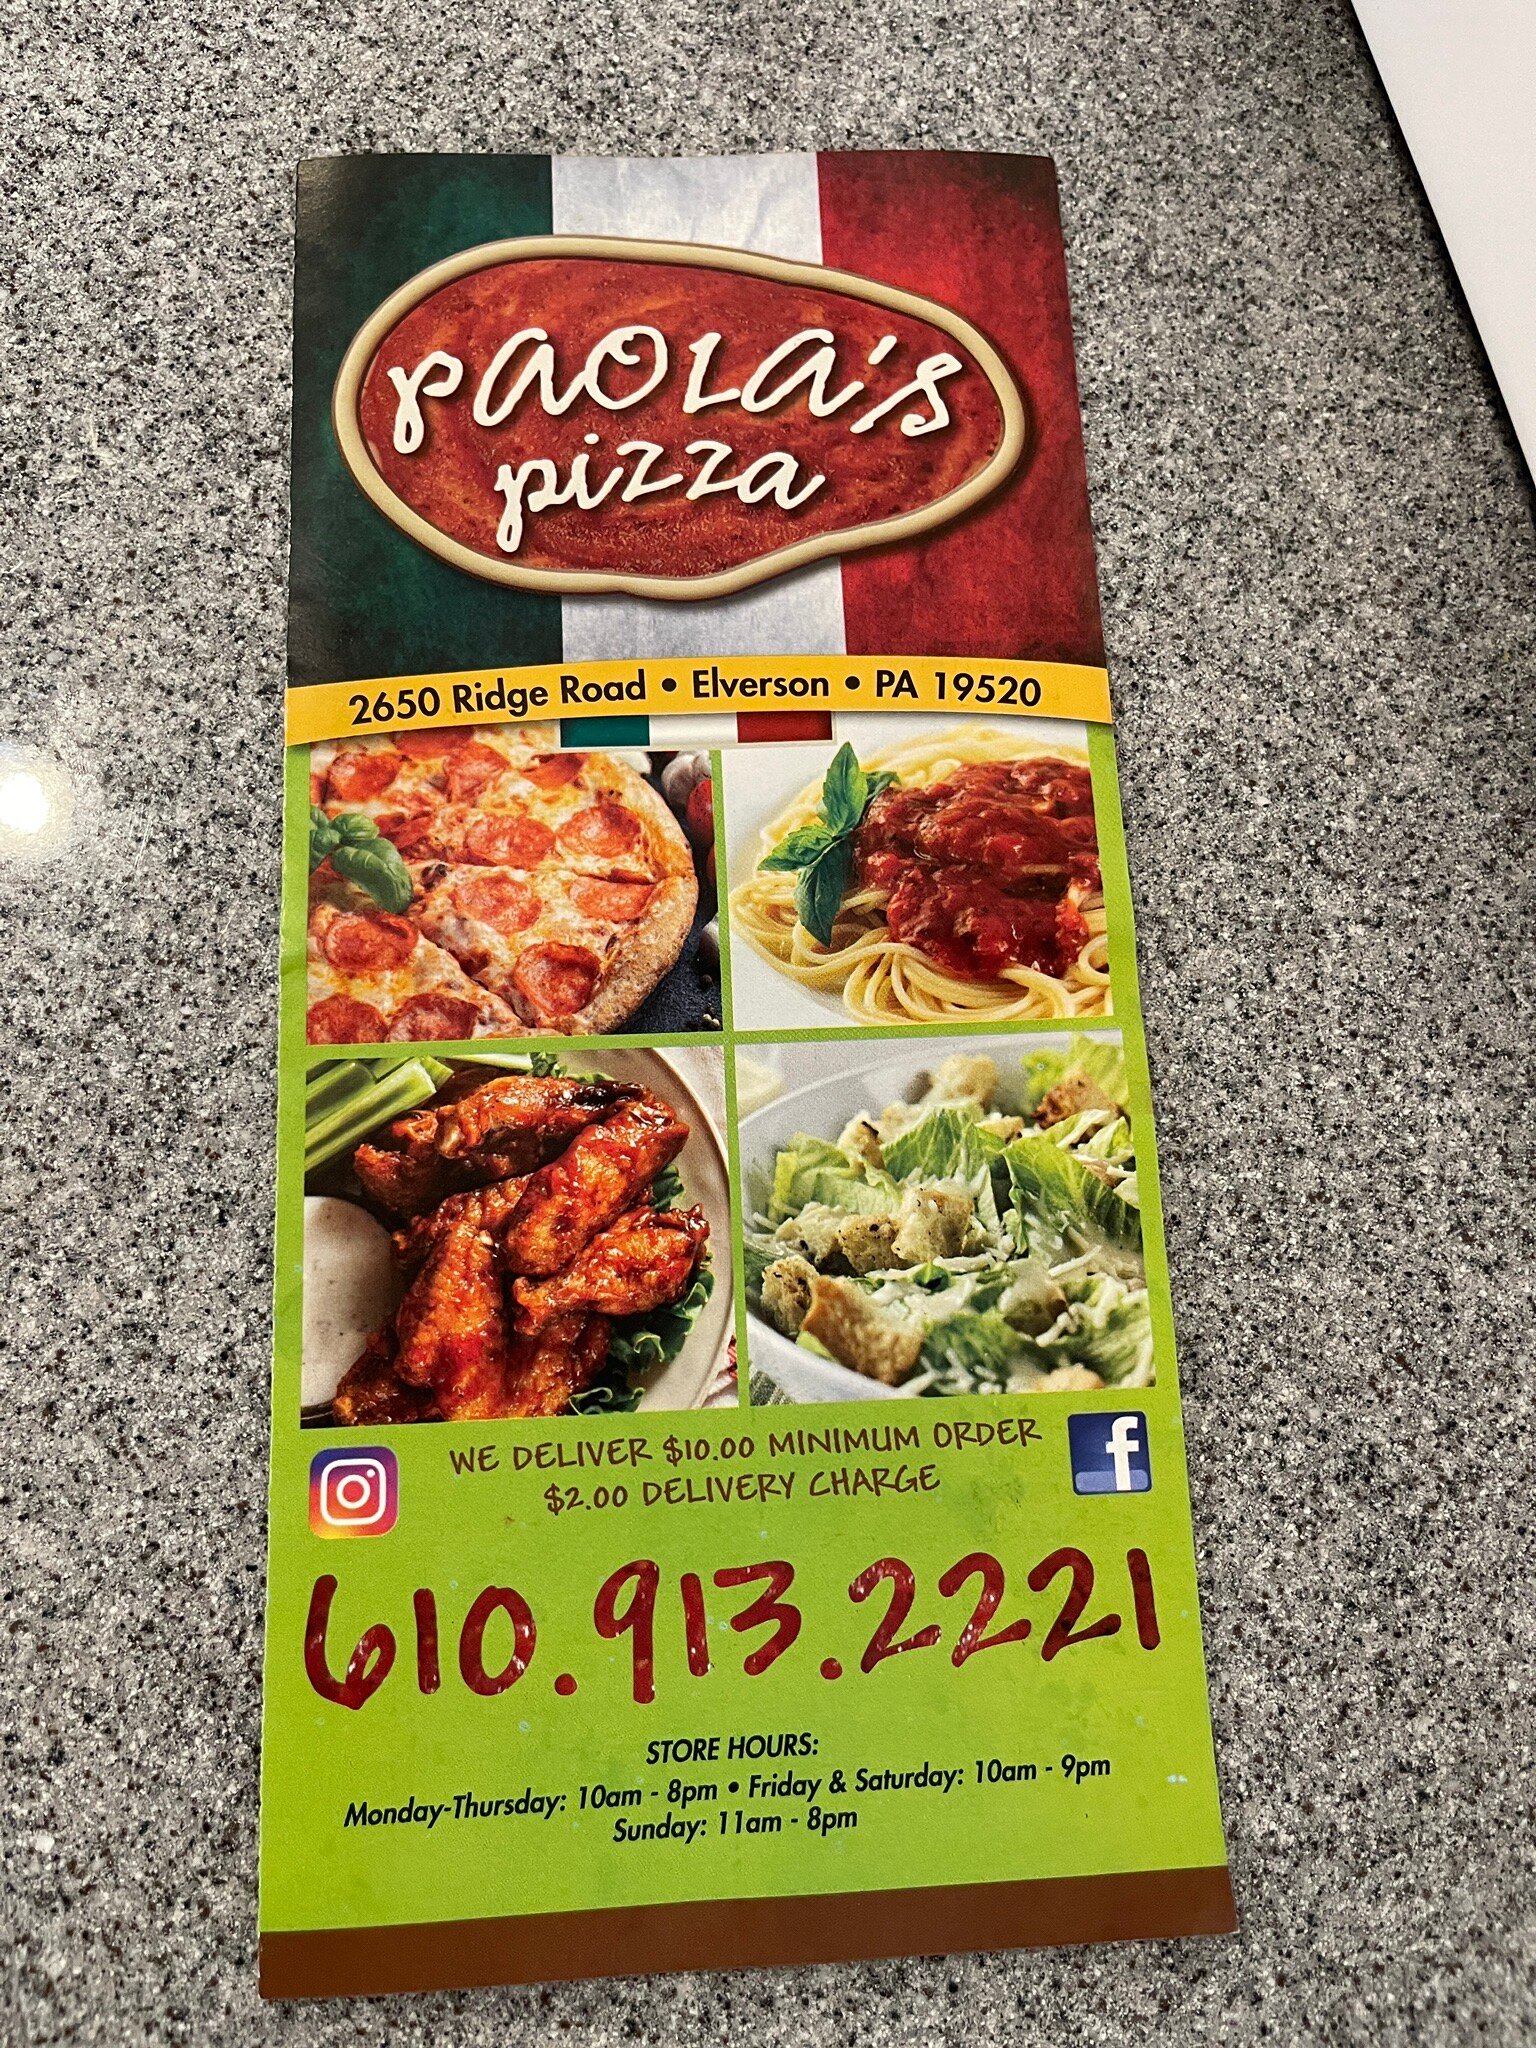 PAOLA's
pizza
2650 Ridge Road • Elverson • PA 19520
WE DELIVER $10.00 MINIMUM ORDER
$2.00 DELIVERY CHARGE
f
610.913.2221
STORE HOURS:
Monday-Thursday: 10am - 8pm • Friday & Saturday: 10am - 9pm
Sunday: 11am - 8pm